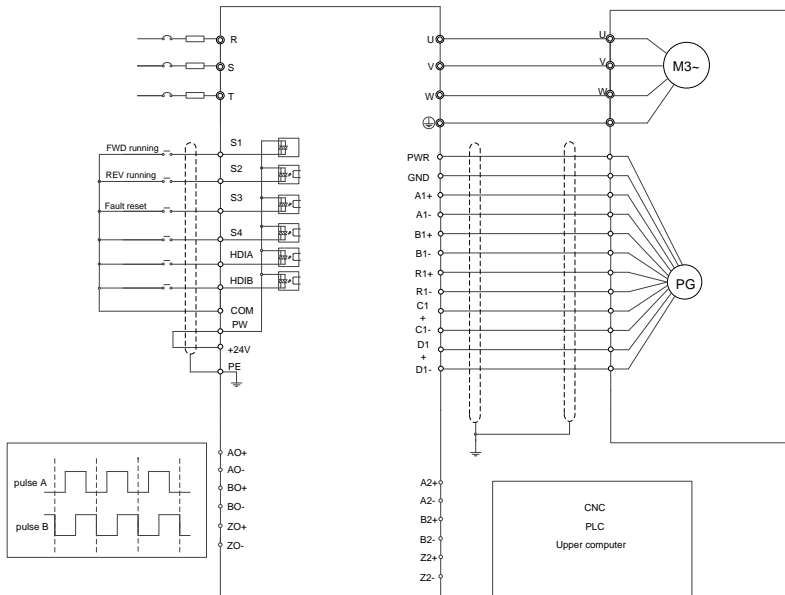 R
S
T
FWD running
REV running
Fault reset
S1
S2
S3
S4
HDIA
HDIB
COM
PW
+24V
PE
U
V
W
U
V
W
M3~
PWR
GND
A1+
A1-
B1+
B1-
R1+
R1-
C1
+
C1-
D1
+
D1-
PG
pulse A
pulse B
AO+
AO-
BO+
BO-
ZO+
ZO-
A2+
A2-
B2+
B2-
Z2+
Z2-
CNC
PLC
Upper computer